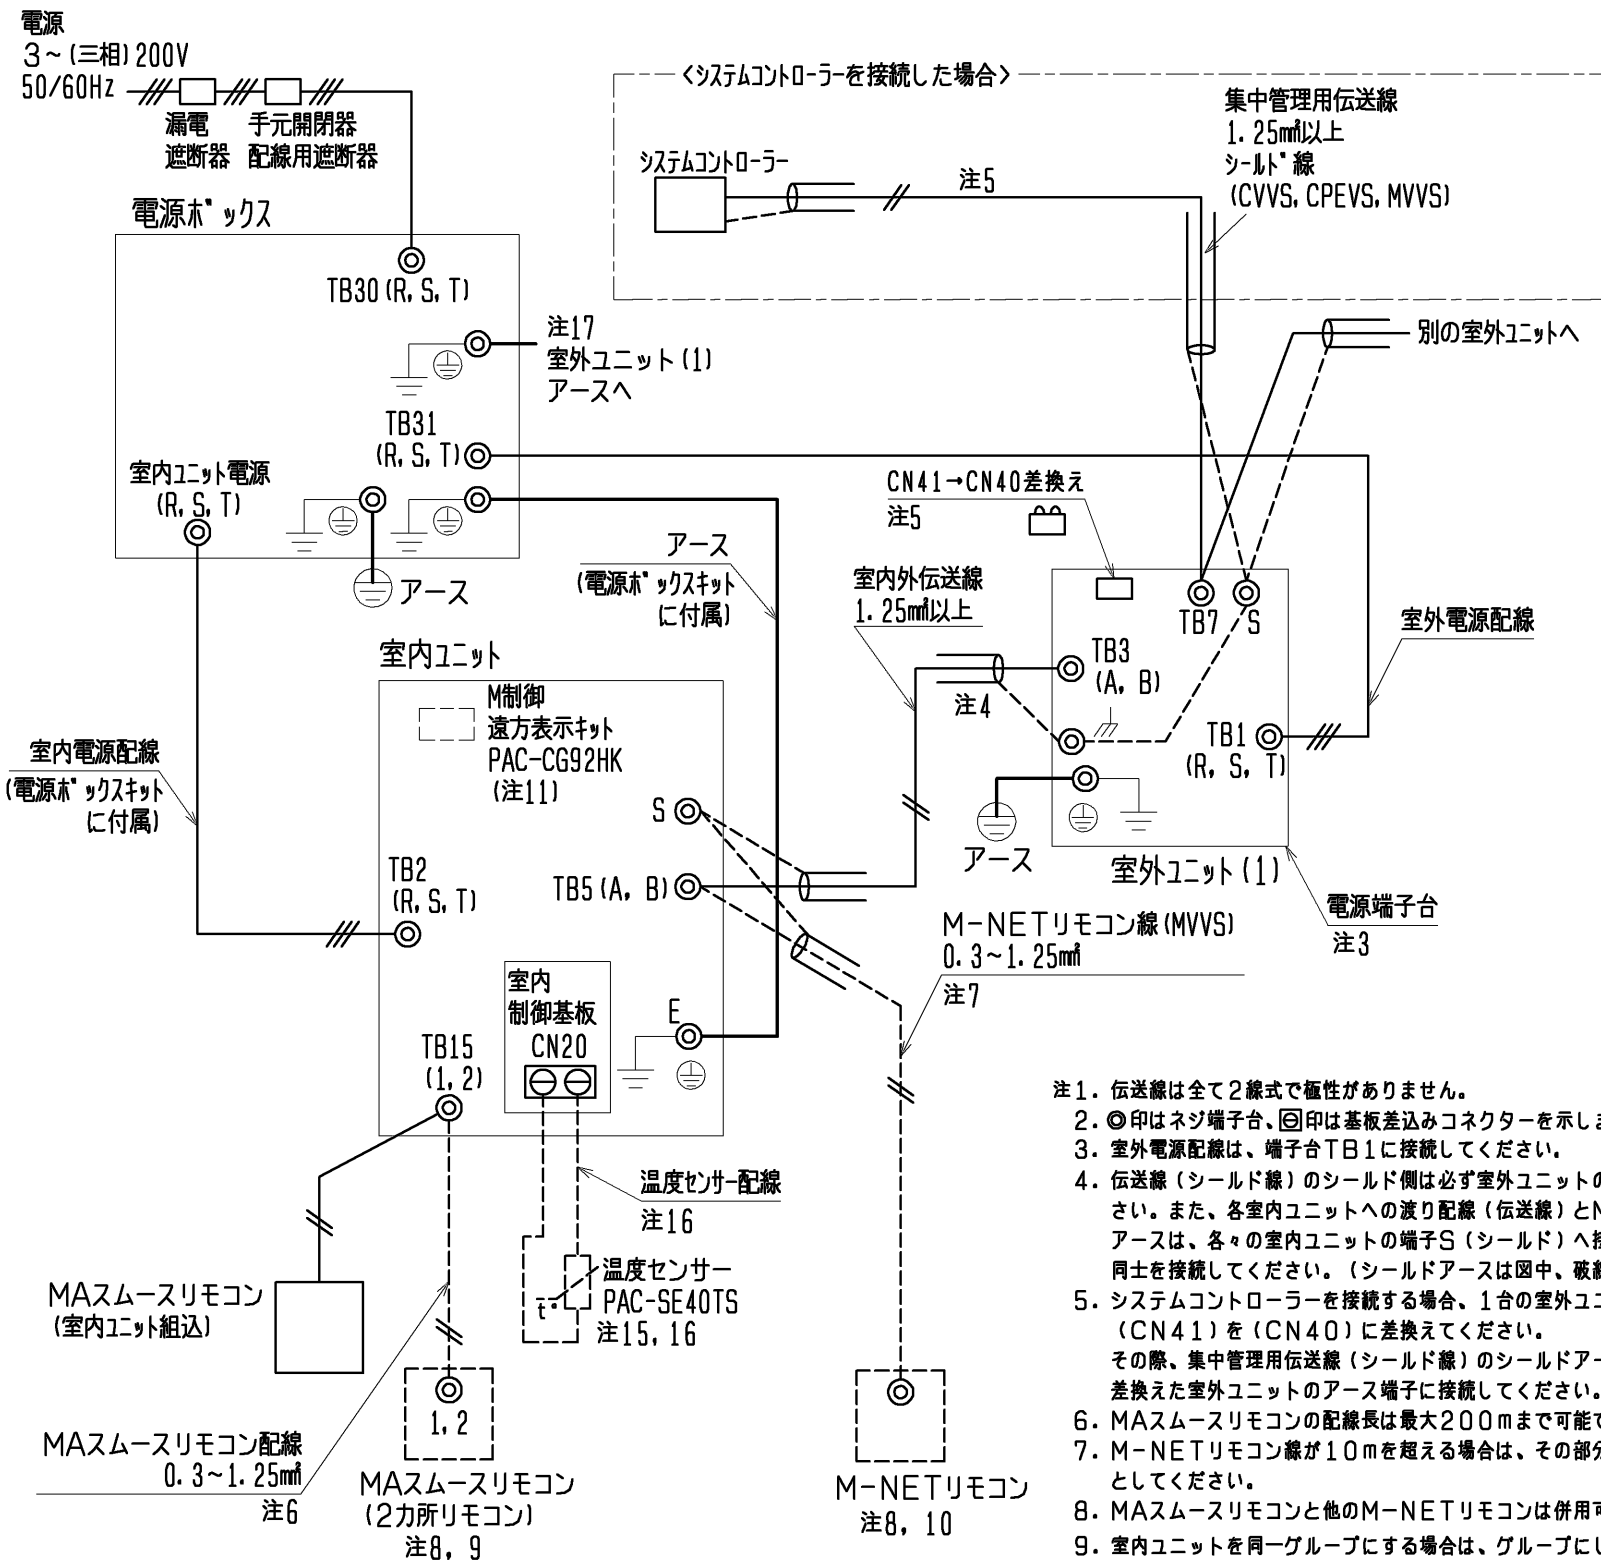 電源
3~(三相)200V
50/60Hz
漏電
遮断器
手元開閉器
配線用遮断器
<システムコントローラーを接続した場合>
集中管理用伝送線
1.25㎟以上
シールド線
(CVVS, CPEVS, MVVS)
システムコントローラー
注5
電源ボックス
TB30(R, S, T)
注17
室外ユニット(1)
アースへ
別の室外ユニットへ
TB31
(R, S, T)
室内ユニット電源
(R, S, T)
アース
CN41→CN40差換え
注5
アース
(電源ボックスキット
に付属)
室内外伝送線
1.25㎟以上
TB7
S
TB3
(A, B)
注4
TB1
(R, S, T)
室外電源配線
アース
室外ユニット(1)
電源端子台
注3
室内ユニット
M制御
遠方表示キット
PAC-CG92HK
(注11)
室内電源配線
(電源ボックスキット
に付属)
S
TB2
(R, S, T)
TB5(A, B)
M-NETリモコン線(MVVS)
0.3~1.25㎟
注7
室内
制御基板
CN20
E
TB15
(1, 2)
温度センサー配線
注16
温度センサー
PAC-SE40TS
注15, 16
t°
MAスムースリモコン
(室内ユニット組込)
1, 2
MAスムースリモコン配線
0.3~1.25㎟
注6
MAスムースリモコン
(2カ所リモコン)
注8, 9
M-NETリモコン
注8, 10
注1. 伝送線は全て2線式で極性がありません。
2. ◎印はネジ端子台、⊖印は基板差込みコネクターを示しま
3. 室外電源配線は、端子台TB1に接続してください。
4. 伝送線(シールド線)のシールド側は必ず室外ユニットの
さい。また、各室内ユニットへの渡り配線(伝送線)と
アースは、各々の室内ユニットの端子S(シールド)へ
同士を接続してください。(シールドアースは図中、破
5. システムコントローラーを接続する場合、1台の室外ユ
(CN41)を(CN40)に差換えてください。
その際、集中管理用伝送線(シールド線)のシールドアー
差換えた室外ユニットのアース端子に接続してください。
6. MAスムースリモコンの配線長は最大200mまで可能で
7. M-NETリモコン線が10mを超える場合は、その部
としてください。
8. MAスムースリモコンと他のM-NETリモコンは併用
9. 室内ユニットを同一グループにする場合は、グループにし